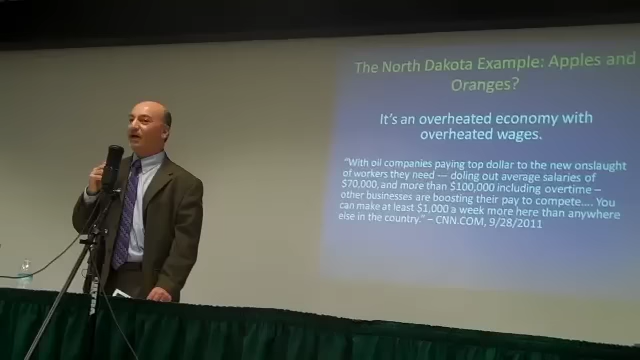 The North Dakota Example: Apples and
Oranges?
It's an overheated economy with
overheated wages.
"With oil companies paying top dollar to the new onslaught
of workers they need –– doling out average salaries of
$70,000, and more than $100,000 including overtime –
other businesses are boosting their pay to compete.... You
can make at least $1,000 a week more here than anywhere
else in the country." – CNN.COM, 9/28/2011